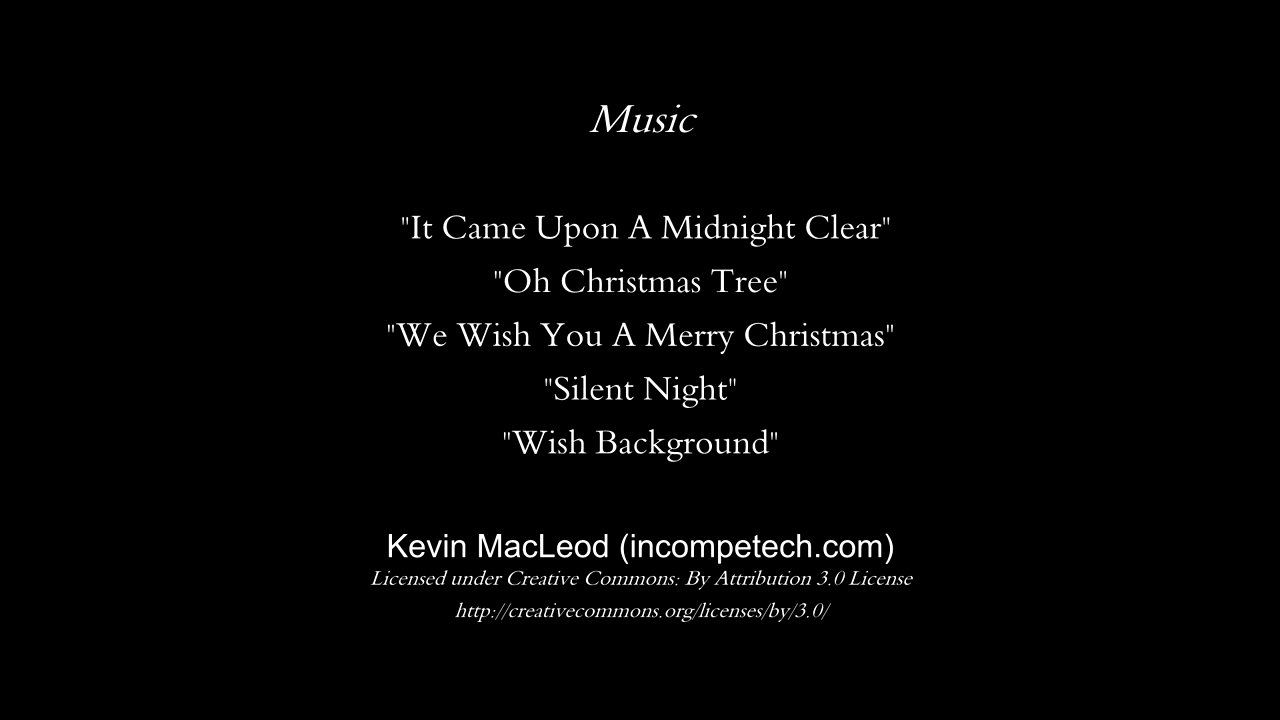 Music
"It Came Upon A Midnight Clear"
"Oh Christmas Tree"
"We Wish You A Merry Christmas"
"Silent Night"
"Wish Background"
Kevin MacLeod (incompetech.com)
Licensed under Creative Commons: By Attribution 3.0 License
http://creativecommons.org/licenses/by/3.0/